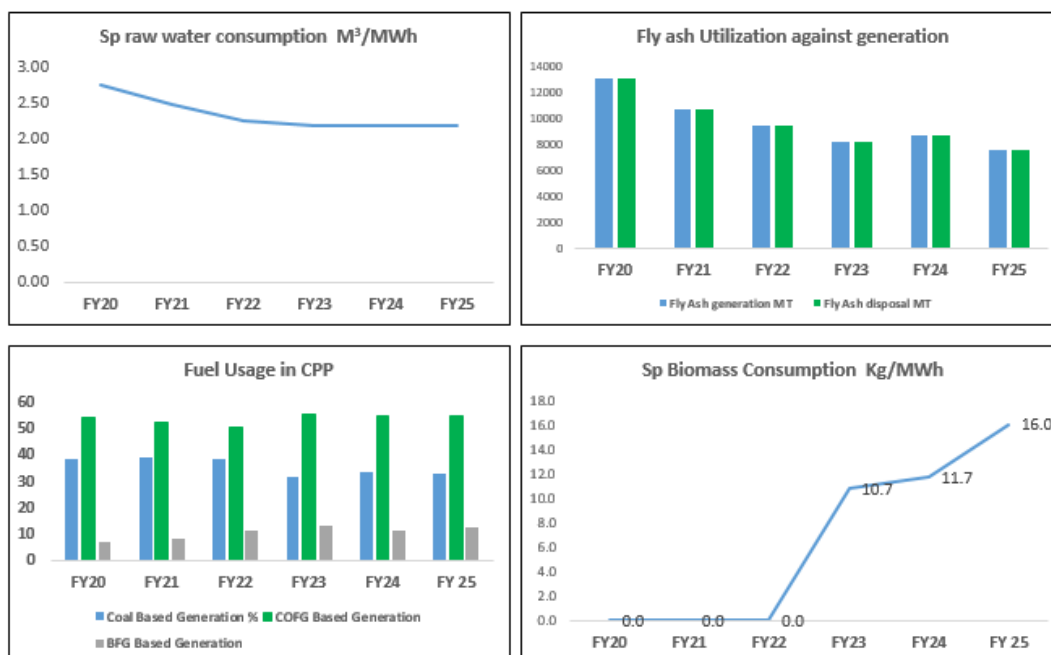 Sp raw water consumption M³/MWh
3.00
2.50
2.00
1.50
1.00
0.50
0.00
FY20 FY21 FY22 FY23 FY24 FY25
Fly ash Utilization against generation
14000
12000
10000
8000
6000
4000
2000
0
FY20 FY21 FY22 FY23 FY24 FY25
Fly Ash generation MT Fly Ash disposal MT
Fuel Usage in CPP
60
50
40
30
20
10
0
FY20 FY21 FY22 FY23 FY24 FY 25
Coal Based Generation % COFG Based Generation
BFG Based Generation
Sp Biomass Consumption Kg/MWh
18.0
16.0
14.0
12.0
10.0
8.0
6.0
4.0
2.0
0.0
0.0 0.0 0.0 10.7 11.7 16.0
FY20 FY21 FY22 FY23 FY24 FY 25